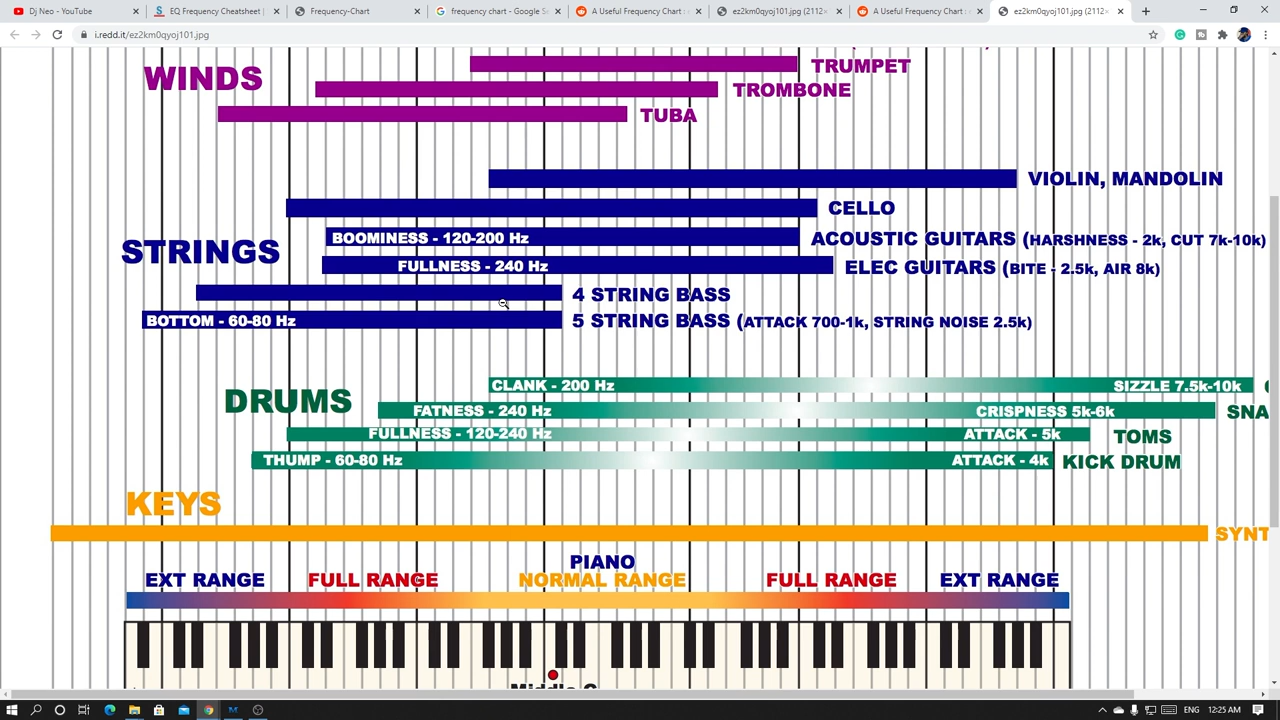 Dj Neo - YouTube
EQ Frequency Cheatsheet |
Frequency-Chart
frequency chart - Google S
A Useful Frequency Chart :
ez2km0qyoj101.jpg (2112×
A Useful Frequency Chart :
ez2km0qyoj101.jpg (2112×
i.redd.it/ez2km0qyoj101.jpg
WINDS
TRUMPET
TROMBONE
TUBA
VIOLIN, MANDOLIN
CELLO
STRINGS
BOOMINESS - 120-200 Hz
ACOUSTIC GUITARS (HARSHNESS - 2k, CUT 7k-10k)
FULLNESS - 240 Hz
ELEC GUITARS (BITE - 2.5k, AIR 8k)
4 STRING BASS
BOTTOM - 60-80 Hz
5 STRING BASS (ATTACK 700-1k, STRING NOISE 2.5k)
DRUMS
CLANK - 200 Hz
SIZZLE 7.5k-10k
FATNESS - 240 Hz
CRISPNESS 5k-6k
SNA
FULLNESS - 120-240 Hz
ATTACK - 5k
TOMS
THUMP - 60-80 Hz
ATTACK - 4k
KICK DRUM
KEYS
SYNT
PIANO
EXT RANGE
FULL RANGE
NORMAL RANGE
FULL RANGE
EXT RANGE
Middle C
ENG
12:25 AM